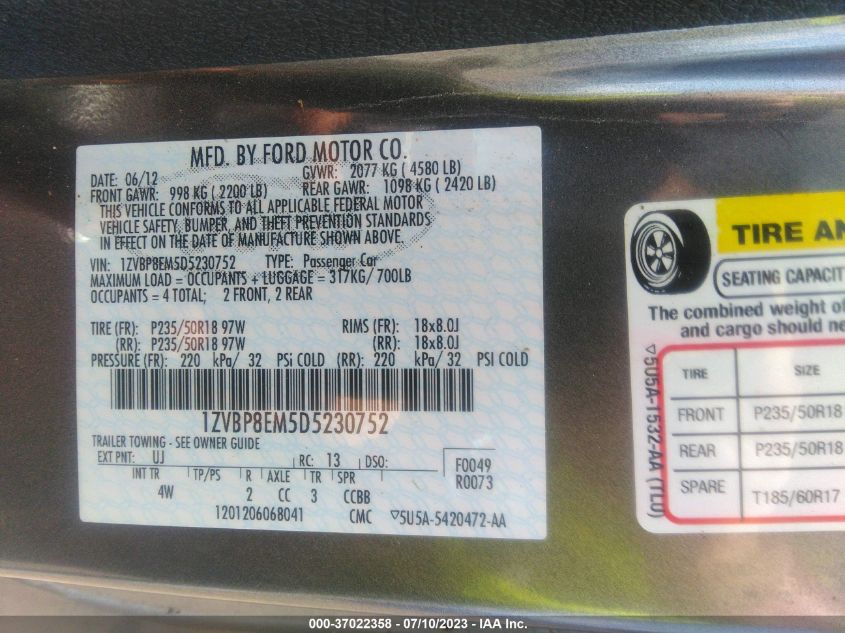 MFD. BY FORD MOTOR CO.
DATE: 06/12 GVWR: 2077 KG ( 4580 LB)
FRONT GAWR: 998 KG ( 2200 LB) REAR GAWR: 1098 KG ( 2420 LB)
THIS VEHICLE CONFORMS TO ALL APPLICABLE FEDERAL MOTOR
VEHICLE SAFETY, BUMPER, AND THEFT PREVENTION STANDARDS
IN EFFECT ON THE DATE OF MANUFACTURE SHOWN ABOVE.
VIN: 1ZVBP8EM5D5230752 TYPE: Passenger Car
MAXIMUM LOAD = OCCUPANTS + LUGGAGE = 317KG/ 700LB
OCCUPANTS = 4 TOTAL; 2 FRONT, 2 REAR
TIRE (FR): P235/50R18 97W RIMS (FR): 18x8.0J
(RR): P235/50R18 97W (RR): 18x8.0J
PRESSURE (FR): 220 kPa/ 32 PSi COLD (RR): 220 kPa/ 32 PSI COLD
1ZVBP8EM5D5230752
TRAILER TOWING - SEE OWNER GUIDE
EXT PNT: UJ RC: 13 DSO: F0049
INT TR TP/PS R AXLE TR SPR R0073
4W 2 CC 3 CCBB
1201206068041 CMC ▽5U5A-5420472-AA
TIRE AN
SEATING CAPACIT
The combined weight of
and cargo should ne
TIRE SIZE
FRONT P235/50R18
REAR P235/50R18
SPARE T185/60R17
▽5U5A-1532-AA (TLU)
000-37022358 - 07/10/2023 - IAA Inc.